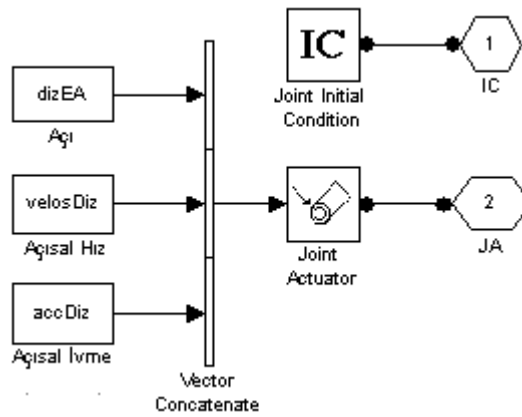 dizEA
Açı
velosDiz
Açısal Hız
accDiz
Açısal İvme
Vector
Concatenate
IC
Joint Initial
Condition
1
IC
Joint
Actuator
2
JA